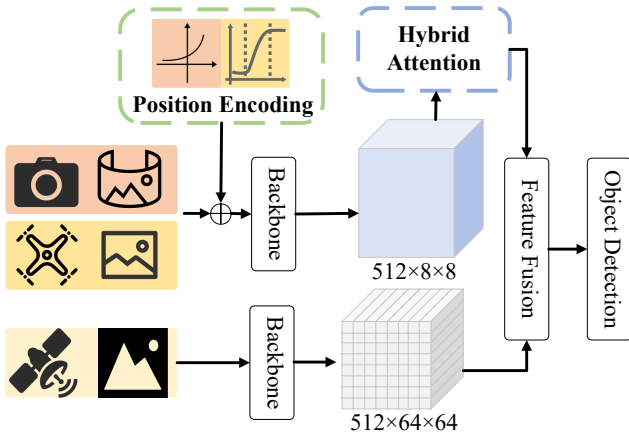 Hybrid
Attention
Position Encoding
Backbone
512×8×8
Feature Fusion
Object Detection
Backbone
512×64×64